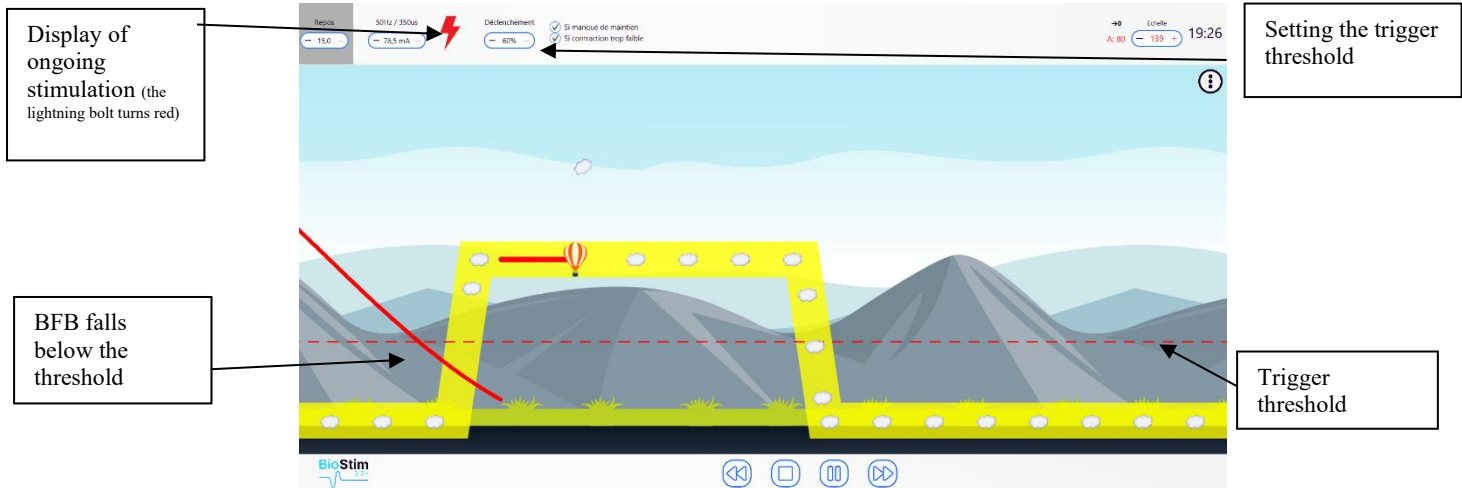 Display of
ongoing
stimulation (the
lightning bolt turns red)
Repos
− 15,0 −
50Hz / 350us
− 76,5 mA −
Déclenchement
− 60% −
Si manque de maintien
Si contraction trop faible
→0
A: 80
Echelle
− 139 +
19:26
Setting the trigger
threshold
BFB falls
below the
threshold
Trigger
threshold
BioStim